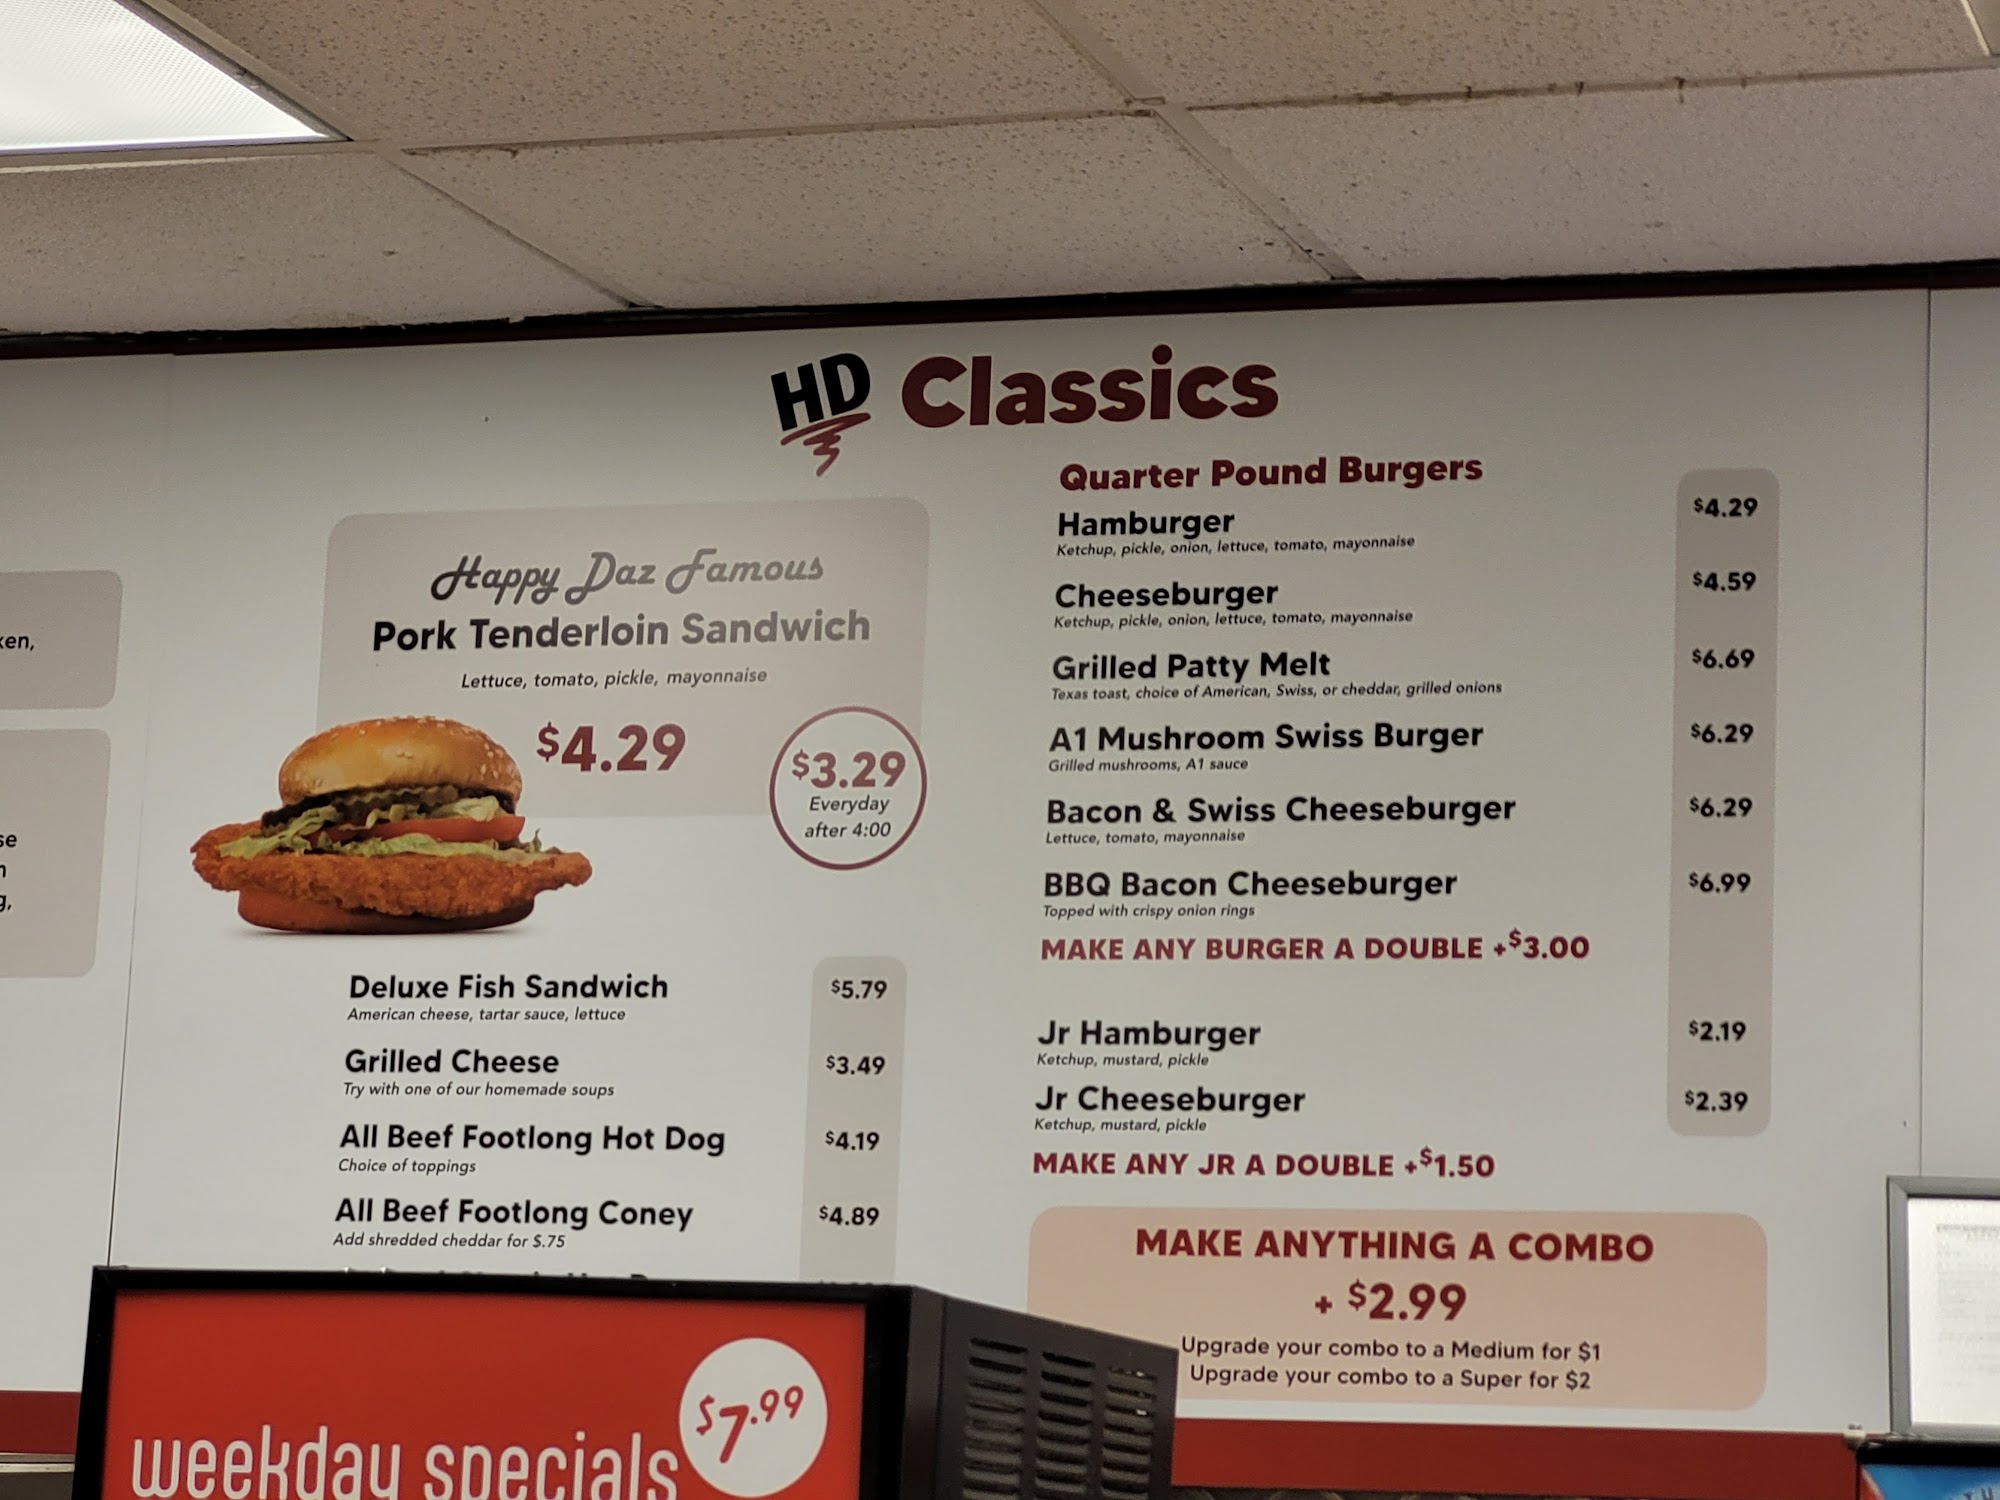 HD Classics
Happy Daz Famous
Pork Tenderloin Sandwich
Lettuce, tomato, pickle, mayonnaise
$4.29
$3.29
Everyday
after 4:00
Deluxe Fish Sandwich $5.79
American cheese, tartar sauce, lettuce
Grilled Cheese $3.49
Try with one of our homemade soups
All Beef Footlong Hot Dog $4.19
Choice of toppings
All Beef Footlong Coney $4.89
Add shredded cheddar for $.75
Quarter Pound Burgers
Hamburger $4.29
Ketchup, pickle, onion, lettuce, tomato, mayonnaise
Cheeseburger $4.59
Ketchup, pickle, onion, lettuce, tomato, mayonnaise
Grilled Patty Melt $6.69
Texas toast, choice of American, Swiss, or cheddar, grilled onions
A1 Mushroom Swiss Burger $6.29
Grilled mushrooms, A1 sauce
Bacon & Swiss Cheeseburger $6.29
Lettuce, tomato, mayonnaise
BBQ Bacon Cheeseburger $6.99
Topped with crispy onion rings
MAKE ANY BURGER A DOUBLE +$3.00
Jr Hamburger $2.19
Ketchup, mustard, pickle
Jr Cheeseburger $2.39
Ketchup, mustard, pickle
MAKE ANY JR A DOUBLE +$1.50
MAKE ANYTHING A COMBO
+ $2.99
Upgrade your combo to a Medium for $1
Upgrade your combo to a Super for $2
weekday specials
$7.99